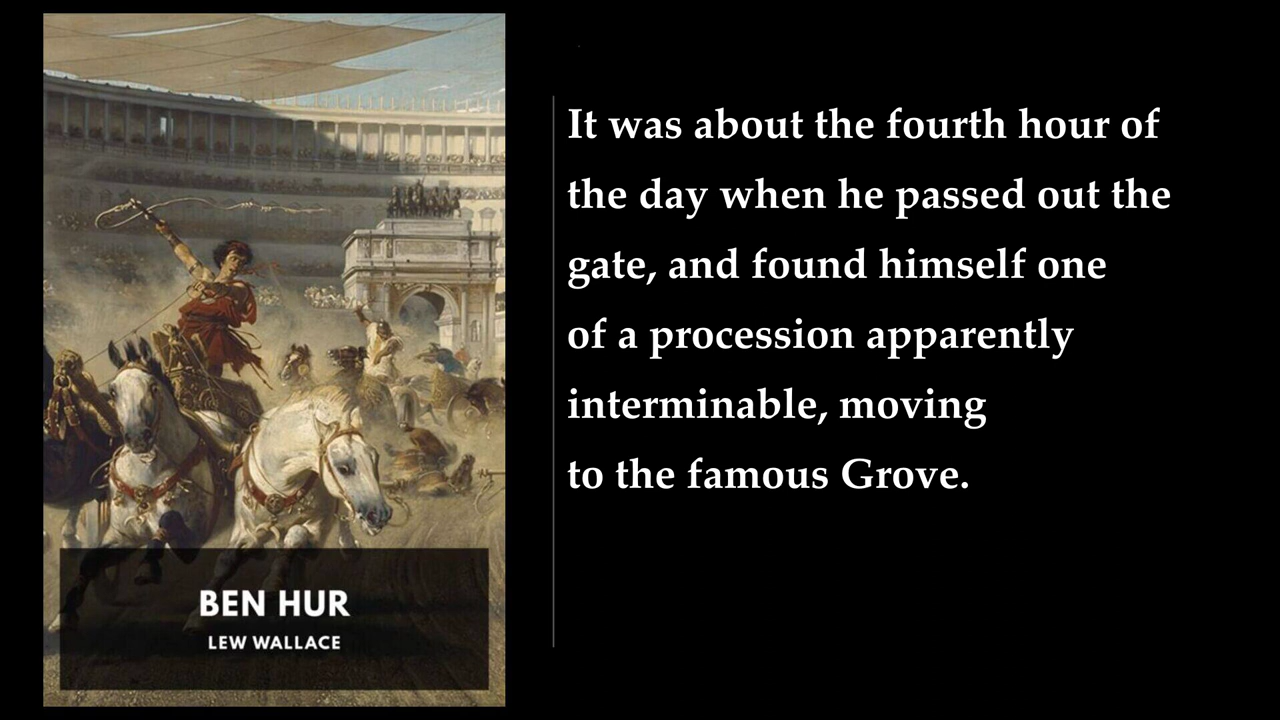 BEN HUR
LEW WALLACE
It was about the fourth hour of
the day when he passed out the
gate, and found himself one
of a procession apparently
interminable, moving
to the famous Grove.